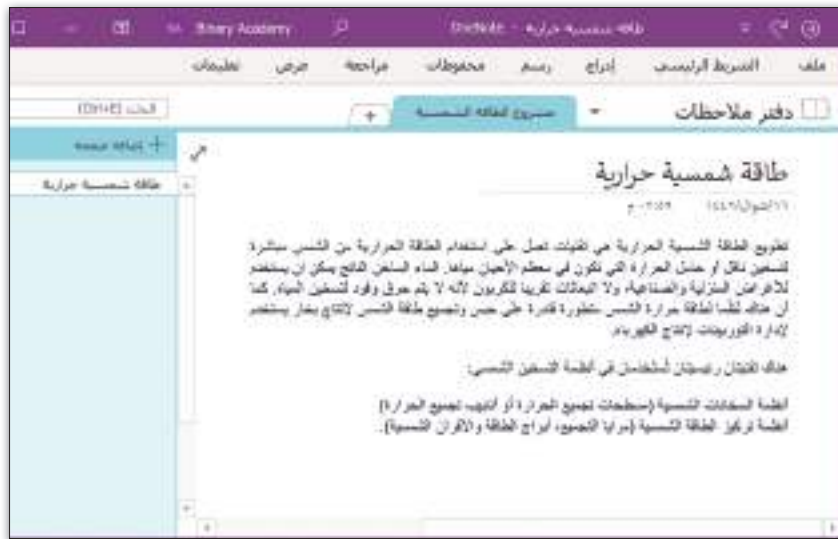 طاقة شمسية حرارية - OneNote
Binary Academy
ملف الشريط الرئيسي إدراج رسم محفوظات مراجعة عرض تعليمات
دفتر ملاحظات
مشروع الطاقة الشمسية
+
البحث (Ctrl+E)
+ إضافة صفحة
طاقة شمسية حرارية
طاقة شمسية حرارية
تطويع الطاقة الشمسية الحرارية هي تقنيات تعمل على استخدام الطاقة الحرارية من الشمس مباشرة
لتسخين ناقل أو حامل الحرارة التي تكون في معظم الأحيان مياها. الماء الساخن الناتج يمكن أن يستخدم
للأغراض المنزلية والصناعية، ولا انبعاثات تقريبا للكربون لأنه لا يتم حرق وقود لتسخين المياه. كما
أن هناك نظما لطاقة حرارة الشمس متطورة قادرة على حبس وتجميع طاقة الشمس لإنتاج بخار يستخدم
لإدارة التوربينات لإنتاج الكهرباء.
هناك تقنيتان رئيسيتان تُستخدمان في أنظمة التسخين الشمسي:
أنظمة السخانات الشمسية (مسطحات تجميع الحرارة أو أنابيب تجميع الحرارة)
أنظمة تركيز الطاقة الشمسية (مرايا التجميع، أبراج الطاقة والأفران الشمسية).